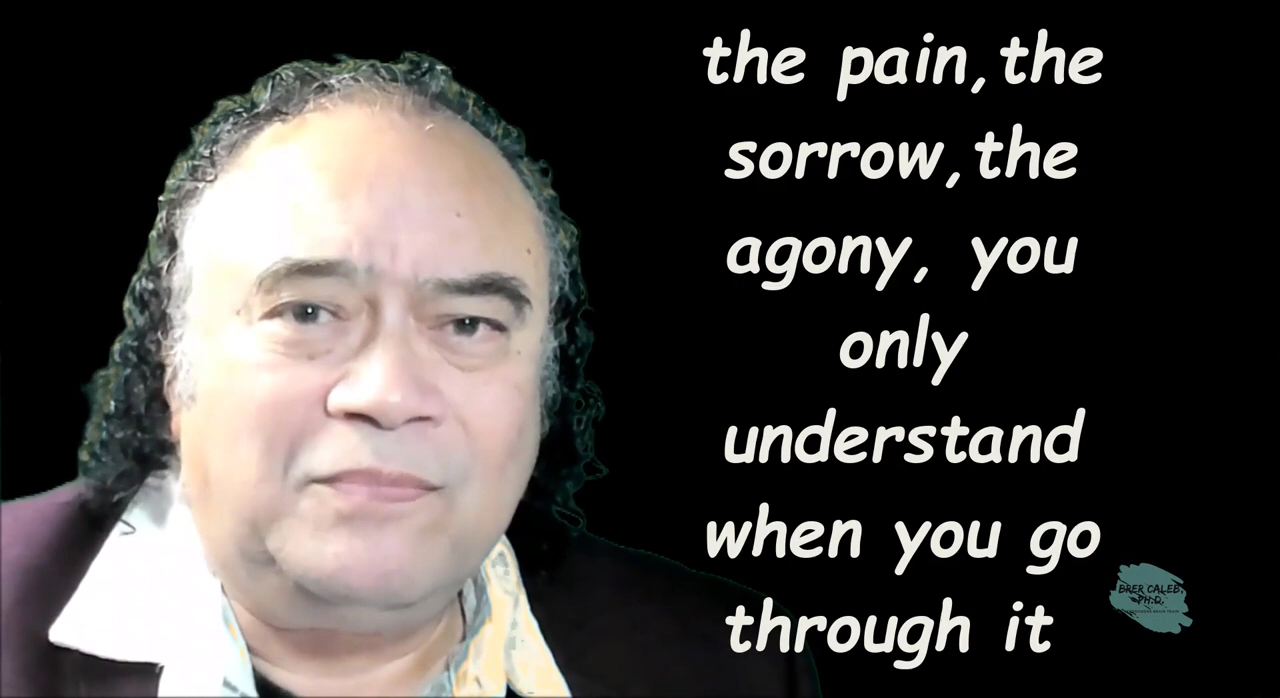 the pain,the
sorrow,the
agony, you
only
understand
when you go
through it
BRER CALEB,
PH.D.